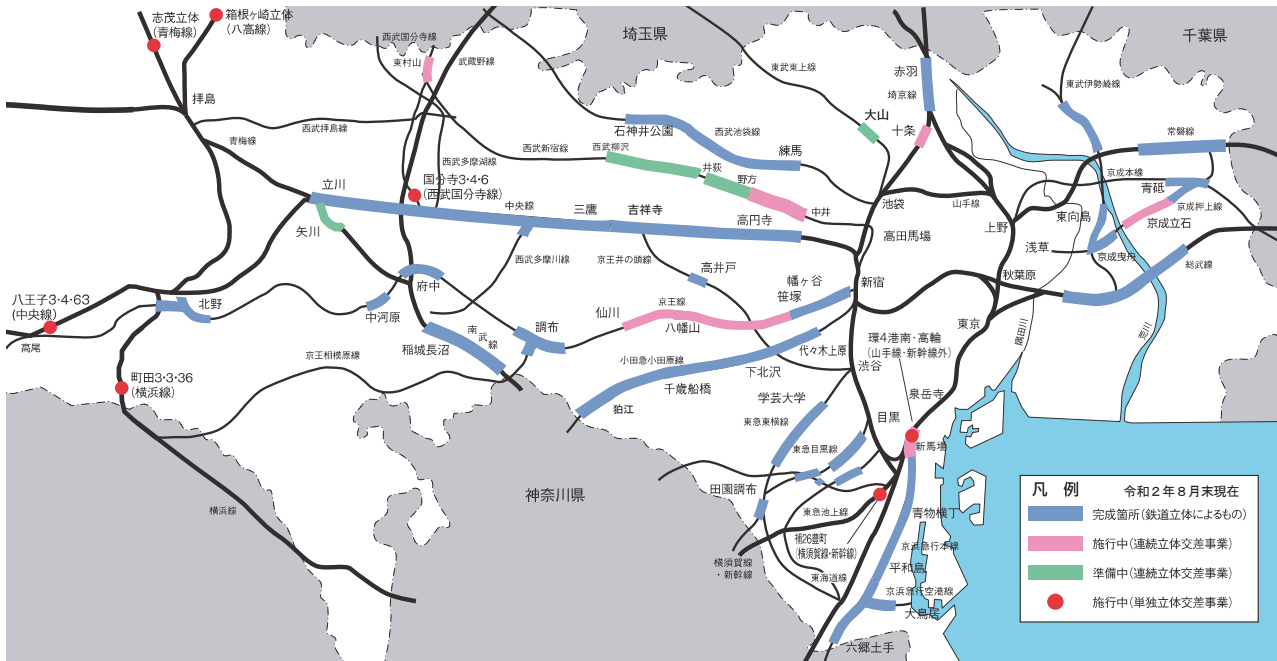 志茂立体
(青梅線)
箱根ヶ崎立体
(八高線)
西武国分寺線
東村山
武蔵野線
埼玉県
千葉県
東武東上線
赤羽
埼京線
東武伊勢崎線
大山
十条
常磐線
拝島
西武拝島線
青梅線
石神井公園
西武池袋線
練馬
西武新宿線
西武柳沢
井荻
野方
中井
西武多摩湖線
国分寺3・4・6
(西武国分寺線)
立川
矢川
中央線
三鷹
吉祥寺
高円寺
池袋
山手線
高田馬場
上野
京成本線
青砥
京成押上線
東向島
京成立石
浅草
京成曳舟
総武線
西武多摩川線
京王井の頭線
高井戸
幡ヶ谷
笹塚
新宿
秋葉原
八王子3・4・63
(中央線)
高尾
北野
中河原
府中
南武線
稲城長沼
調布
仙川
京王線
八幡山
東京
隅田川
荒川
京王相模原線
小田急小田原線
代々木上原
下北沢
千歳船橋
狛江
環4港南・高輪
(山手線・新幹線外)
渋谷
泉岳寺
町田3・3・36
(横浜線)
学芸大学
東急東横線
目黒
東急目黒線
新馬場
田園調布
神奈川県
横浜線
東急池上線
青物横丁
補26豊町
(横須賀線・新幹線)
京浜急行本線
横須賀線
・新幹線
東海道線
平和島
京浜急行空港線
大鳥居
六郷土手
凡 例
令和2年8月末現在
完成箇所(鉄道立体によるもの)
施行中(連続立体交差事業)
準備中(連続立体交差事業)
施行中(単独立体交差事業)